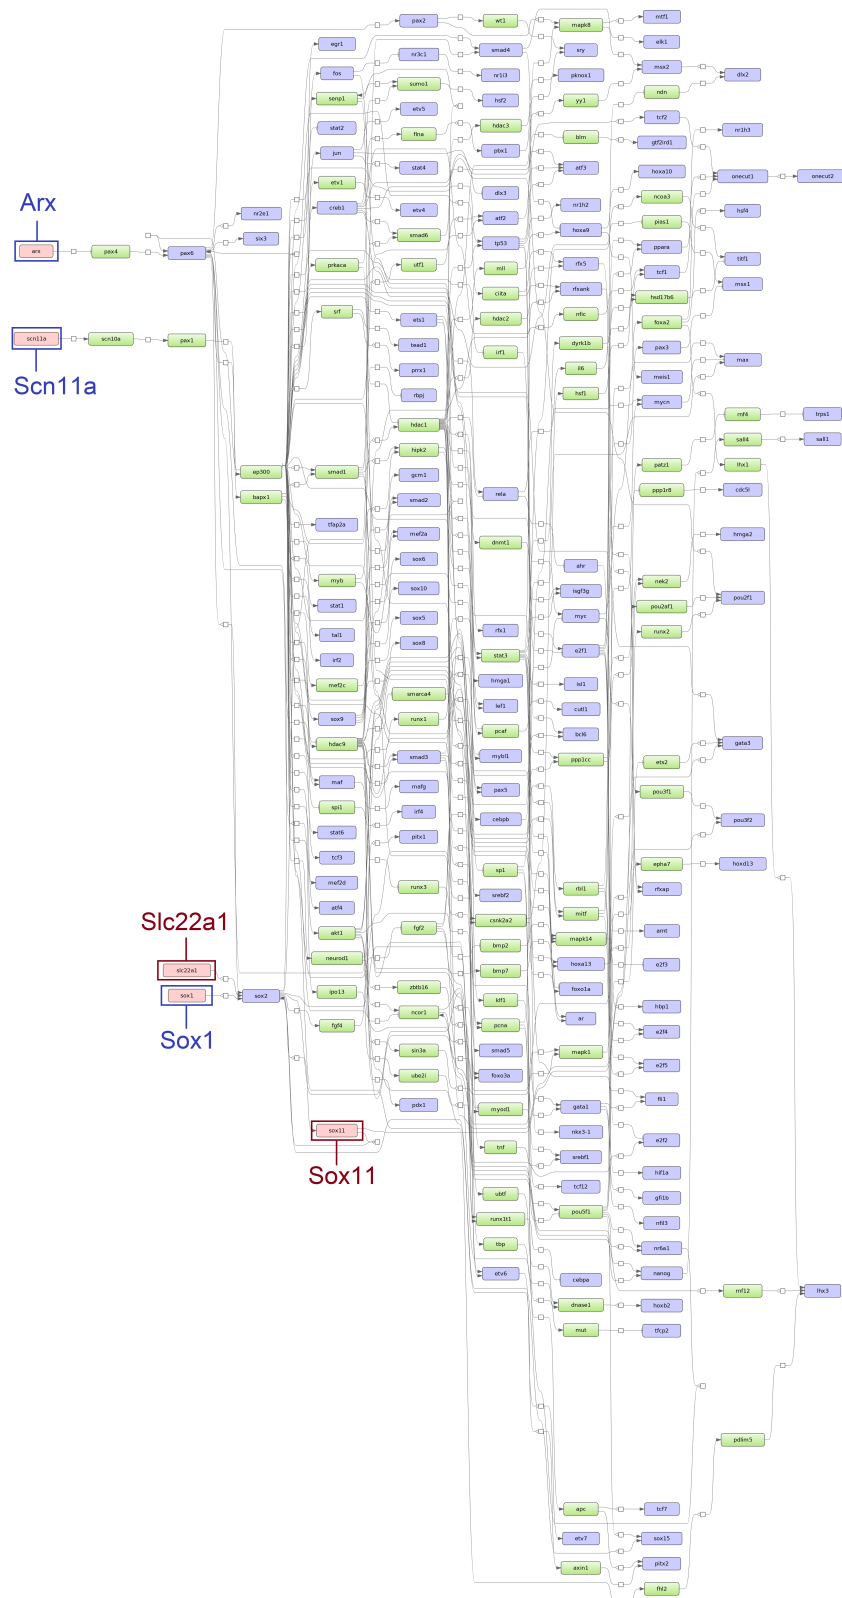 pax2
wt1
mapk8
mtf1
egr1
nr3c1
smad4
sry
elk1
fos
nr1i3
pknox1
msx2
dlx2
senp1
sumo1
hsf2
yy1
ndn
etv5
stat2
flna
hdac3
blm
tcf2
nr1h3
jun
stat4
pbx1
atf3
gtf2ird1
etv1
hoxa10
onecut1
onecut2
creb1
etv4
dlx3
nr1h2
ncoa3
hsf4
Arx
nr2e1
smad6
atf2
hoxa9
pias1
arx
pax4
pax6
six3
tp53
ppara
titf1
prkaca
utf1
mll
rfx5
tcf1
msx1
ciita
rfxank
hsd17b6
scn11a
scn10a
pax1
srf
ets1
hdac2
nfic
foxa2
Scn11a
tead1
irf1
dyrk1b
pax3
max
prrx1
il6
meis1
rbpj
hsf1
mycn
hdac1
rnf4
trps1
hipk2
sall4
sall1
ep300
smad1
gcm1
patz1
lhx1
bapx1
smad2
rela
ppp1r8
cdc5l
tfap2a
mef2a
dnmt1
hmga2
sox6
ahr
myb
sox10
isgf3g
nek2
stat1
sox5
myc
pou2af1
pou2f1
tal1
sox8
rfx1
runx2
irf2
stat3
e2f1
mef2c
smarca4
hmga1
isl1
sox9
runx1
lef1
cutl1
hdac9
smad3
pcaf
bcl6
gata3
maf
mafg
mybl1
ppp1cc
ets2
spi1
irf4
pax5
pou3f1
stat6
pitx1
cebpb
pou3f2
tcf3
sp1
epha7
hoxd13
mef2d
runx3
srebf2
rbl1
rfxap
atf4
csnk2a2
mitf
Slc22a1
akt1
fgf2
bmp2
mapk14
arnt
neurod1
bmp7
hoxa13
e2f3
slc22a1
ipo13
zbtb16
foxo1a
sox1
sox2
klf1
hbp1
Sox1
fgf4
ncor1
pcna
ar
e2f4
sin3a
smad5
mapk1
e2f5
ube2i
foxo3a
fli1
pdx1
myod1
gata1
sox11
nkx3-1
e2f2
Sox11
tnf
srebf1
hif1a
ubtf
tcf12
gfi1b
runx1t1
pou5f1
nfil3
tbp
nr6a1
etv6
cebpa
nanog
rnf12
lhx3
dnase1
hoxb2
mut
tfcp2
pdlim5
apc
tcf7
etv7
sox15
axin1
pitx2
fhl2